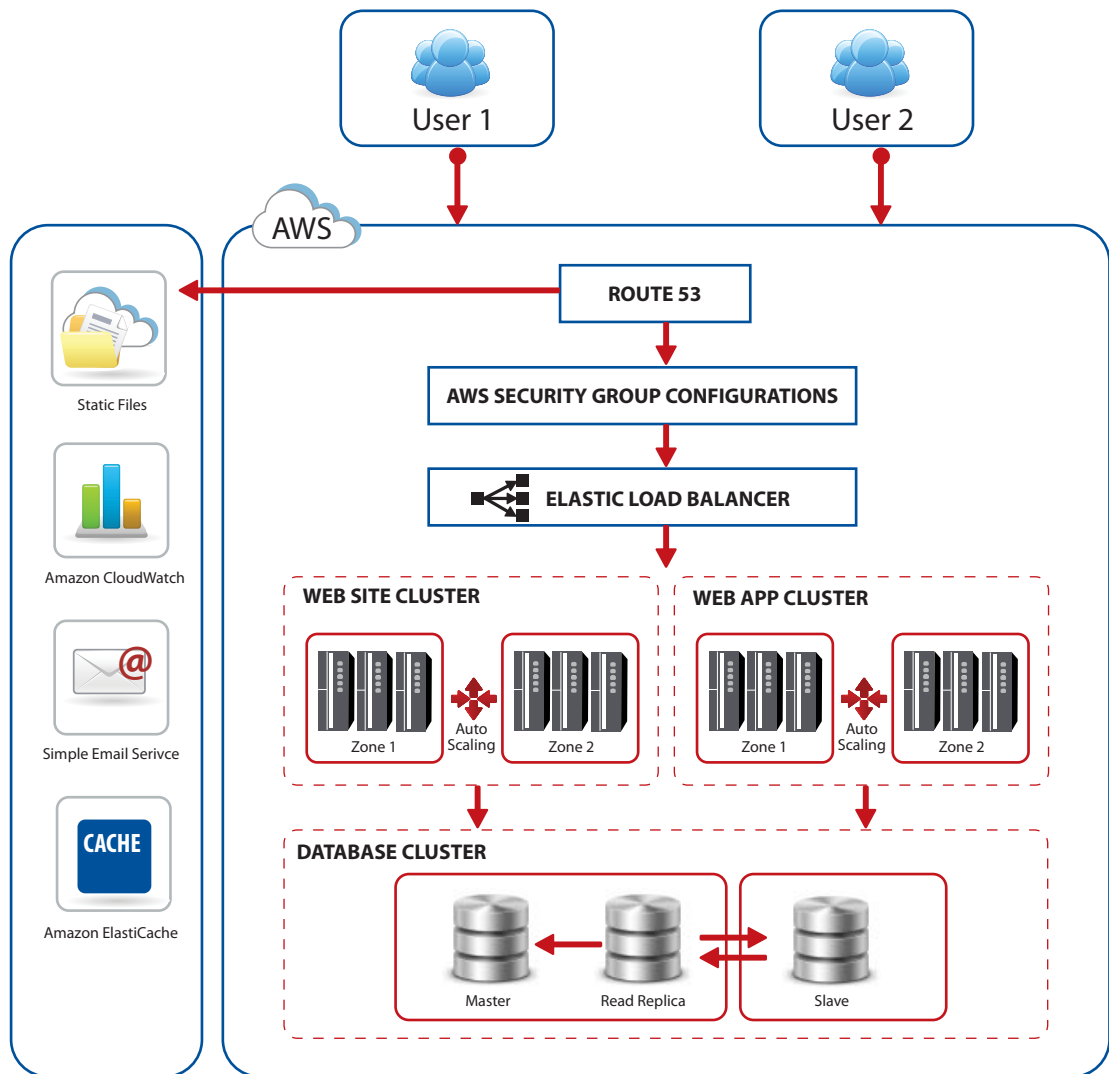 User 1
User 2
AWS
ROUTE 53
AWS SECURITY GROUP CONFIGURATIONS
ELASTIC LOAD BALANCER
Static Files
Amazon CloudWatch
@
Simple Email Serivce
CACHE
Amazon ElastiCache
WEB SITE CLUSTER
Zone 1
Auto
Scaling
Zone 2
WEB APP CLUSTER
Zone 1
Auto
Scaling
Zone 2
DATABASE CLUSTER
Master
Read Replica
Slave